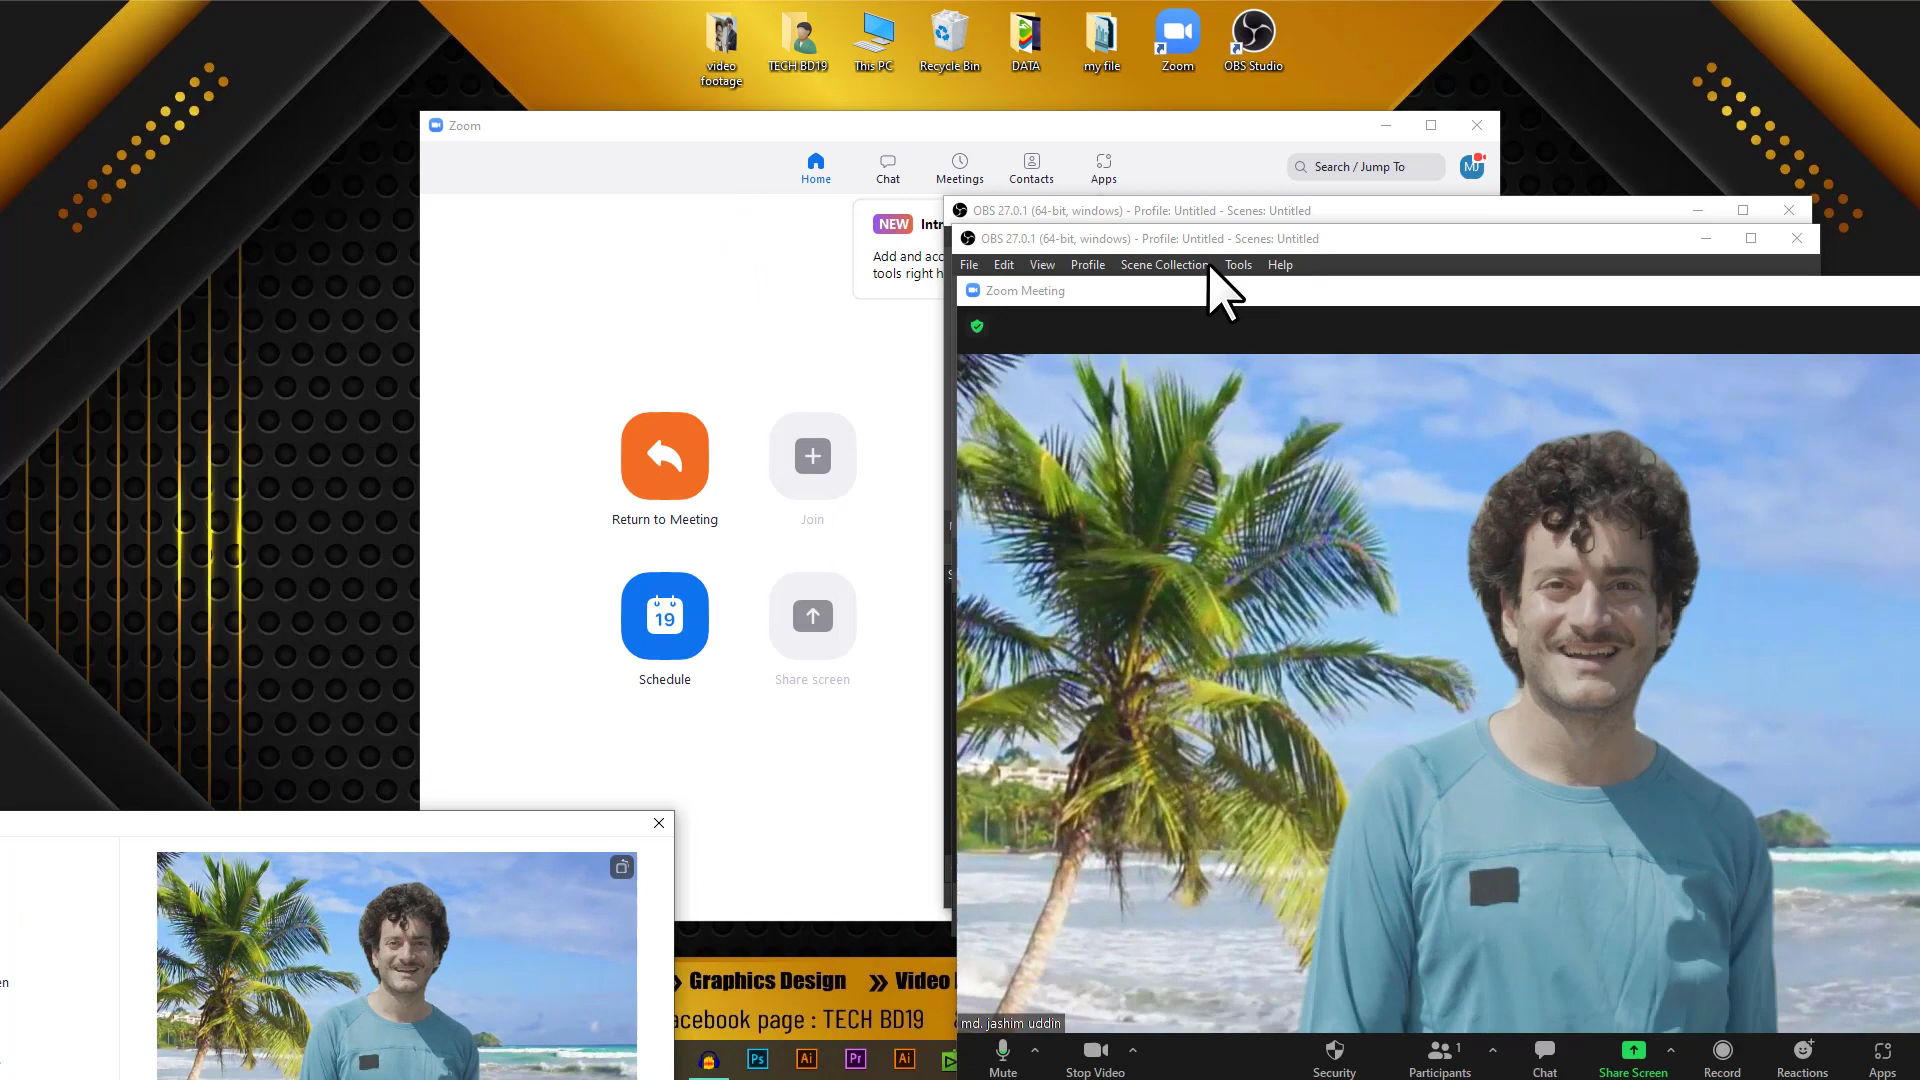 video
footage
TECH BD19
This PC
Recycle Bin
DATA
my file
Zoom
OBS Studio
Zoom
Home
Chat
Meetings
Contacts
Apps
Search / Jump To
MJ
NEW Intr
Add and acc
tools right h
OBS 27.0.1 (64-bit, windows) - Profile: Untitled - Scenes: Untitled
OBS 27.0.1 (64-bit, windows) - Profile: Untitled - Scenes: Untitled
File Edit View Profile Scene Collection Tools Help
Zoom Meeting
Return to Meeting
Join
19
Schedule
Share screen
en
Graphics Design
Video
acebook page : TECH BD19
Ps
Ai
Pr
Ai
md. jashim uddin
Mute
Stop Video
Security
1
Participants
Chat
Share Screen
Record
Reactions
Apps